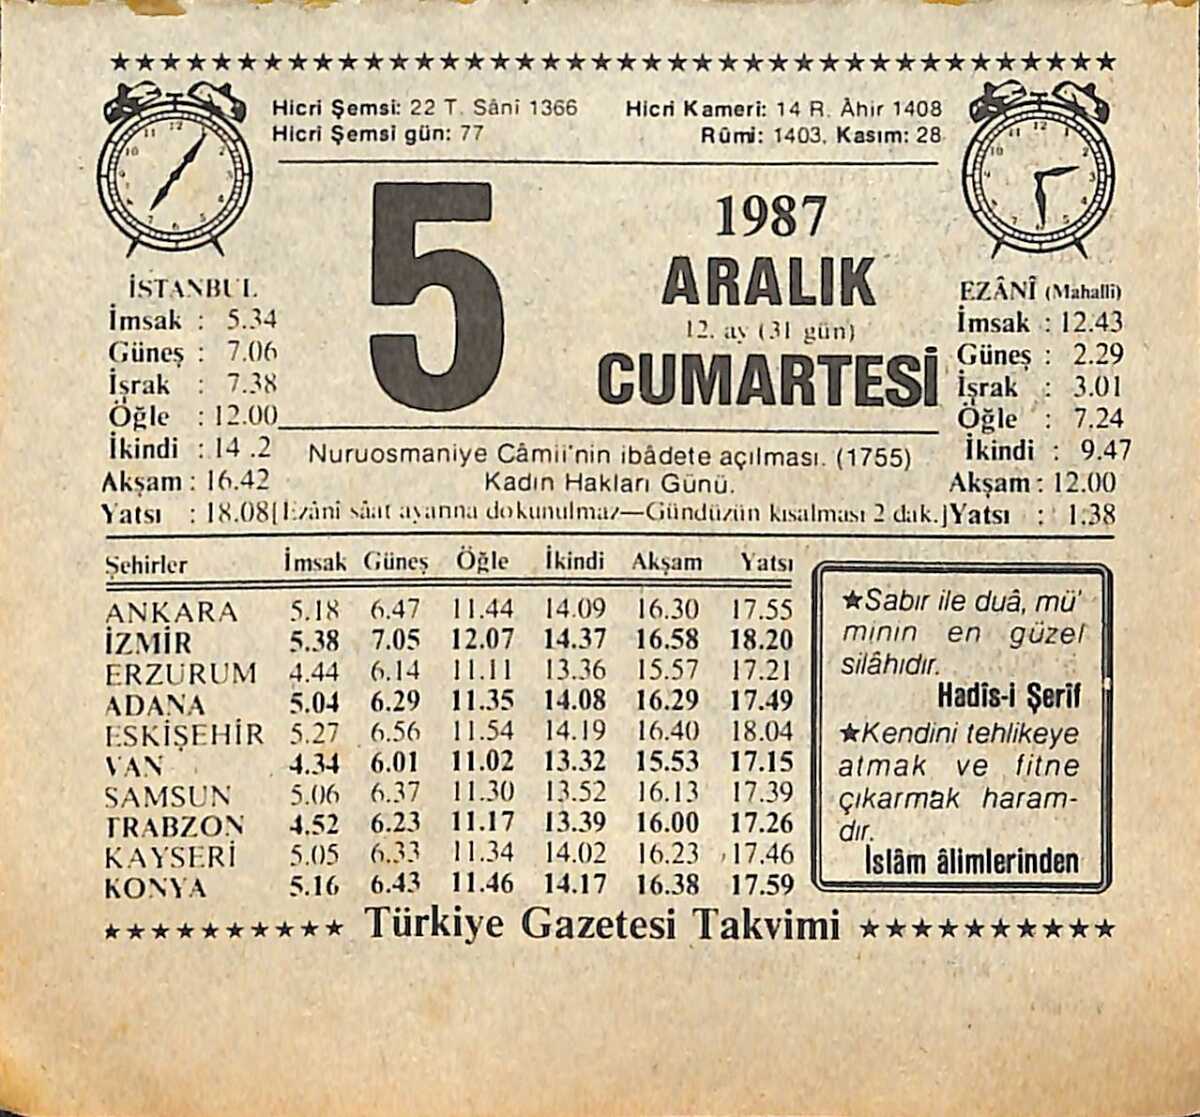 Hicri Şemsi: 22 T. Sâni 1366
Hicri Şemsi gün: 77
Hicri Kameri: 14 R. Âhir 1408
Rûmi: 1403, Kasım: 28
5
1987
ARALIK
12. ay (31 gün)
CUMARTESİ
İSTANBUL
İmsak : 5.34
Güneş : 7.06
İşrak : 7.38
Öğle : 12.00
İkindi : 14.2
Akşam : 16.42
Yatsı : 18.08
EZÂNÎ (Mahallî)
İmsak : 12.43
Güneş : 2.29
İşrak : 3.01
Öğle : 7.24
İkindi : 9.47
Akşam : 12.00
Yatsı : 1.38
Nuruosmaniye Câmii'nin ibâdete açılması. (1755)
Kadın Hakları Günü.
[Ezânî sâat ayarına dokunulmaz—Gündüzün kısalması 2 dak.]
Şehirler İmsak Güneş Öğle İkindi Akşam Yatsı
ANKARA 5.18 6.47 11.44 14.09 16.30 17.55
İZMİR 5.38 7.05 12.07 14.37 16.58 18.20
ERZURUM 4.44 6.14 11.11 13.36 15.57 17.21
ADANA 5.04 6.29 11.35 14.08 16.29 17.49
ESKİŞEHİR 5.27 6.56 11.54 14.19 16.40 18.04
VAN 4.34 6.01 11.02 13.32 15.53 17.15
SAMSUN 5.06 6.37 11.30 13.52 16.13 17.39
TRABZON 4.52 6.23 11.17 13.39 16.00 17.26
KAYSERİ 5.05 6.33 11.34 14.02 16.23 17.46
KONYA 5.16 6.43 11.46 14.17 16.38 17.59
★Sabır ile duâ, mü'
minin en güzel
silâhıdır.
Hadîs-i Şerîf
★Kendini tehlikeye
atmak ve fitne
çıkarmak haram-
dır.
İslâm âlimlerinden
Türkiye Gazetesi Takvimi